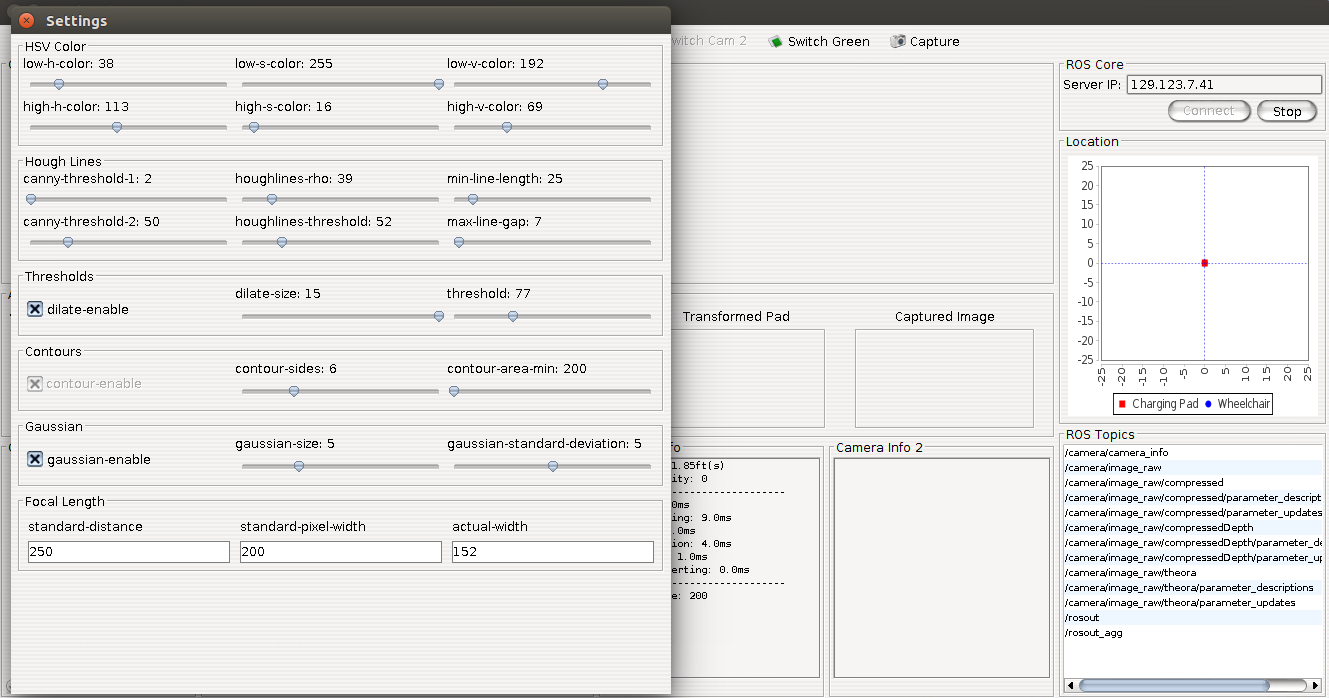 Settings
HSV Color
low-h-color: 38
low-s-color: 255
low-v-color: 192
high-h-color: 113
high-s-color: 16
high-v-color: 69
Hough Lines
canny-threshold-1: 2
houghlines-rho: 39
min-line-length: 25
canny-threshold-2: 50
houghlines-threshold: 52
max-line-gap: 7
Thresholds
dilate-enable
dilate-size: 15
threshold: 77
Contours
contour-enable
contour-sides: 6
contour-area-min: 200
Gaussian
gaussian-enable
gaussian-size: 5
gaussian-standard-deviation: 5
Focal Length
standard-distance
standard-pixel-width
actual-width
250
200
152
witch Cam 2
Switch Green
Capture
Transformed Pad
Captured Image
fo
1.85ft(s)
ity: 0
--------------------
0ms
ing: 9.0ms
.0ms
ion: 4.0ms
1.0ms
erting: 0.0ms
--------------------
e: 200
Camera Info 2
ROS Core
Server IP: 129.123.7.41
Connect
Stop
Location
25
20
15
10
5
0
-5
-10
-15
-20
-25
-25 -20 -15 -10 -5 0 5 10 15 20 25
Charging Pad Wheelchair
ROS Topics
/camera/camera_info
/camera/image_raw
/camera/image_raw/compressed
/camera/image_raw/compressed/parameter_descript
/camera/image_raw/compressed/parameter_updates
/camera/image_raw/compressedDepth
/camera/image_raw/compressedDepth/parameter_de
/camera/image_raw/compressedDepth/parameter_up
/camera/image_raw/theora
/camera/image_raw/theora/parameter_descriptions
/camera/image_raw/theora/parameter_updates
/rosout
/rosout_agg